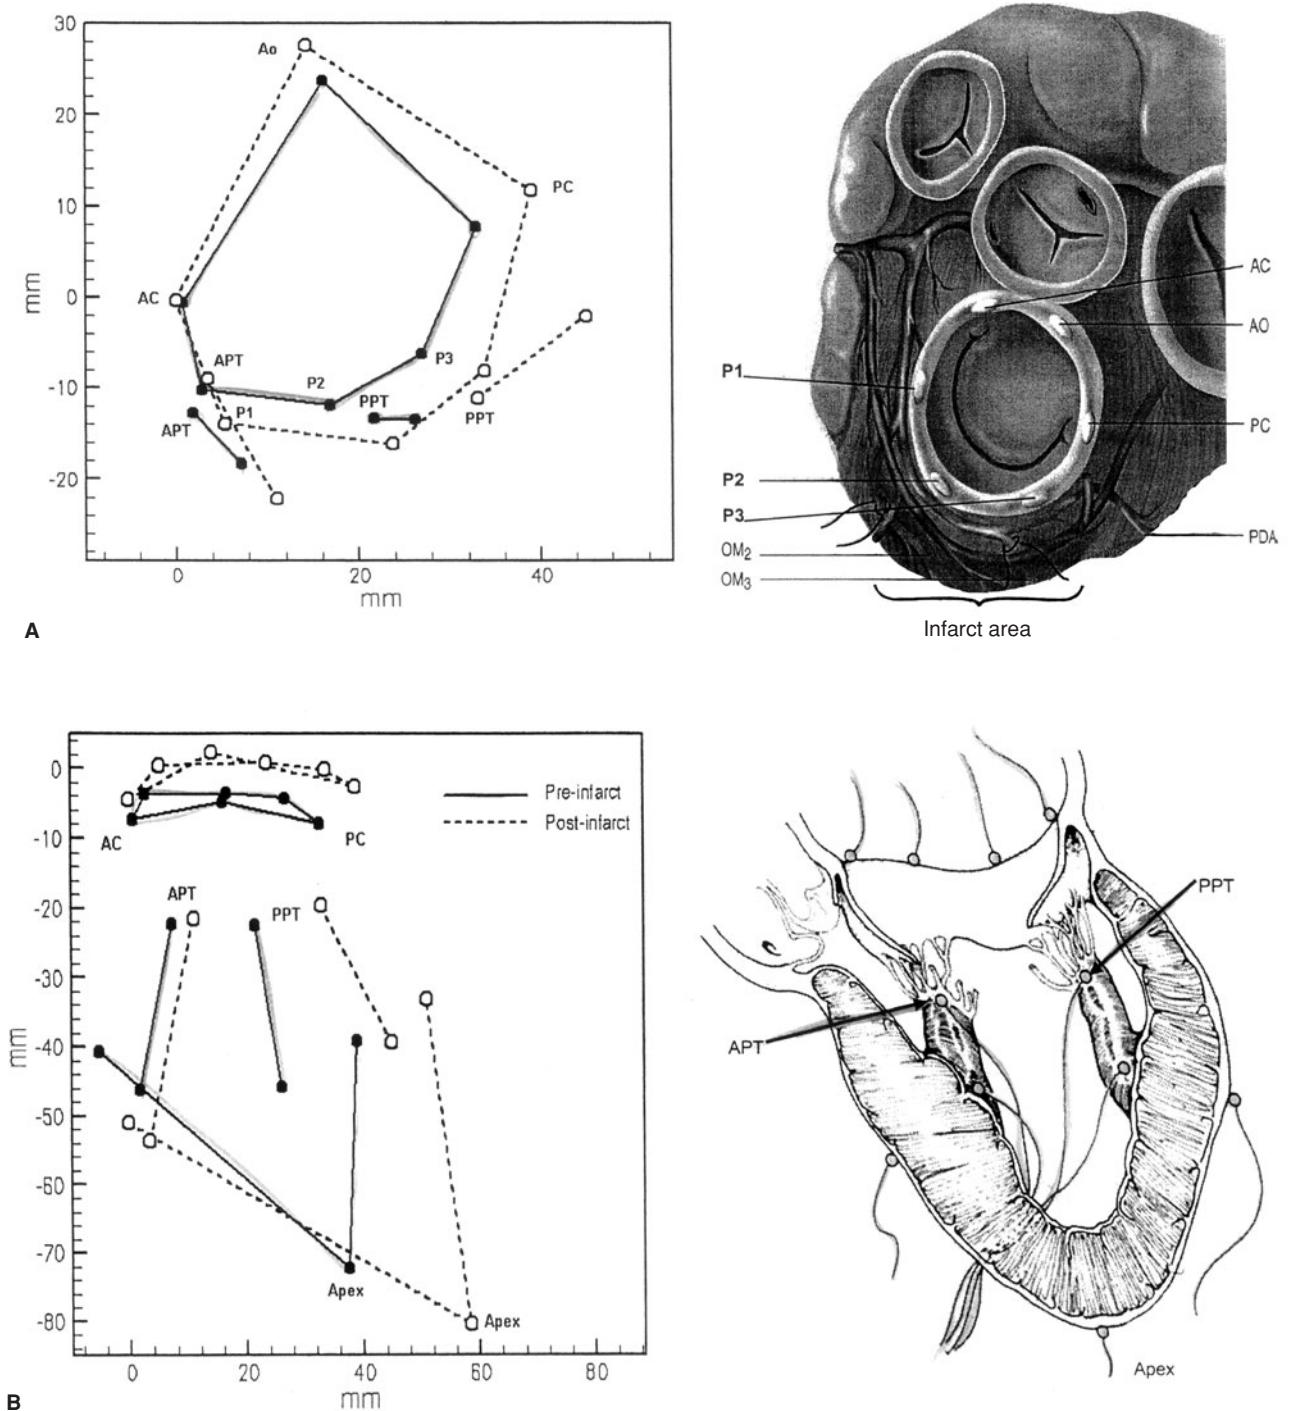 30
20
10
0
-10
-20
mm
0
20
40
mm
Ao
PC
AC
APT
P2
P3
PPT
P1
APT
PPT
A
AC
AO
P1
PC
P2
P3
OM2
PDA
OM3
Infarct area
0
-10
-20
-30
-40
-50
-60
-70
-80
mm
0
20
40
60
80
mm
Pre-infarct
Post-infarct
AC
PC
APT
PPT
Apex
Apex
B
PPT
APT
Apex